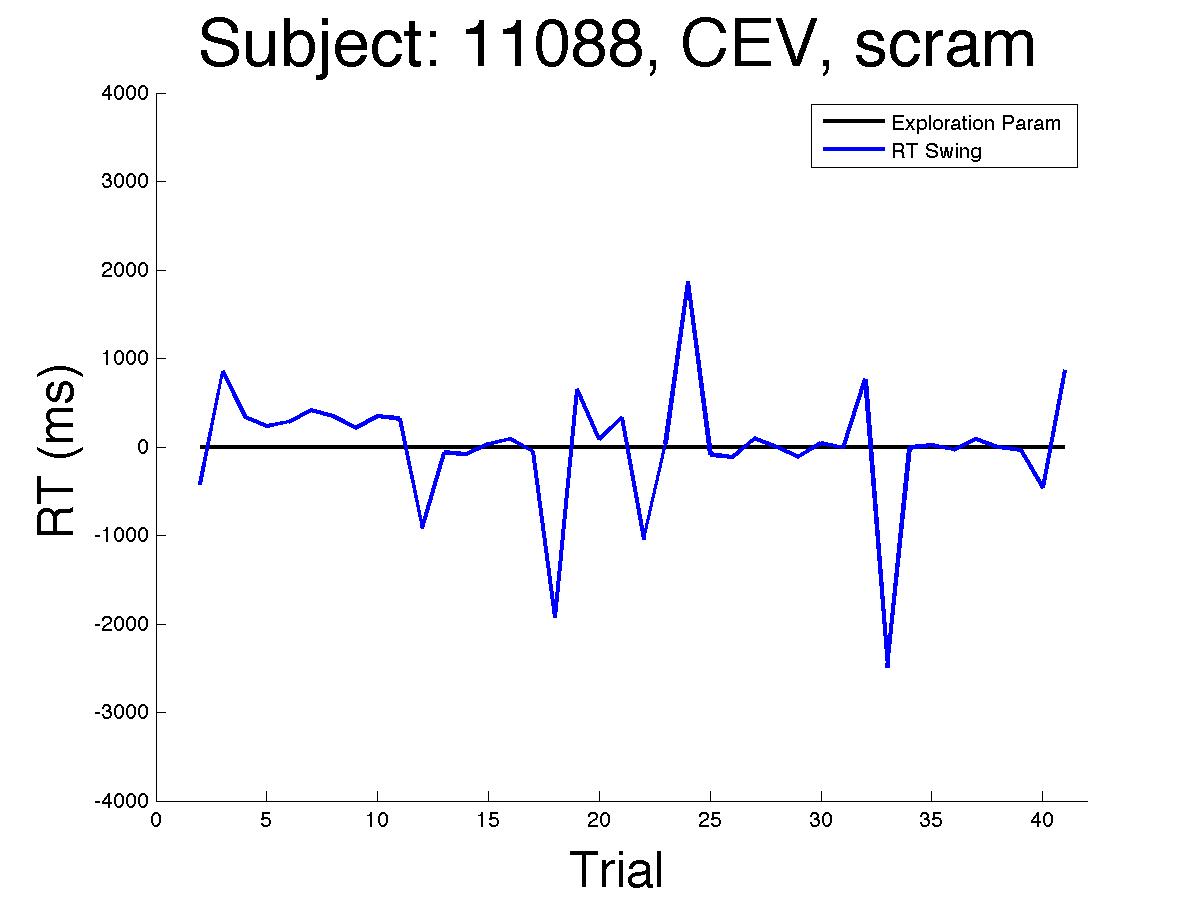 Subject: 11088, CEV, scram
4000
3000
2000
1000
0
-1000
-2000
-3000
-4000
RT (ms)
Exploration Param
RT Swing
0 5 10 15 20 25 30 35 40
Trial